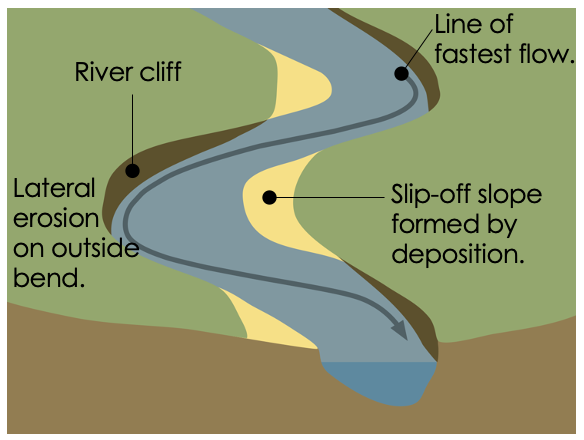 Line of
fastest flow.
River cliff
Lateral
erosion
on outside
bend.
Slip-off slope
formed by
deposition.